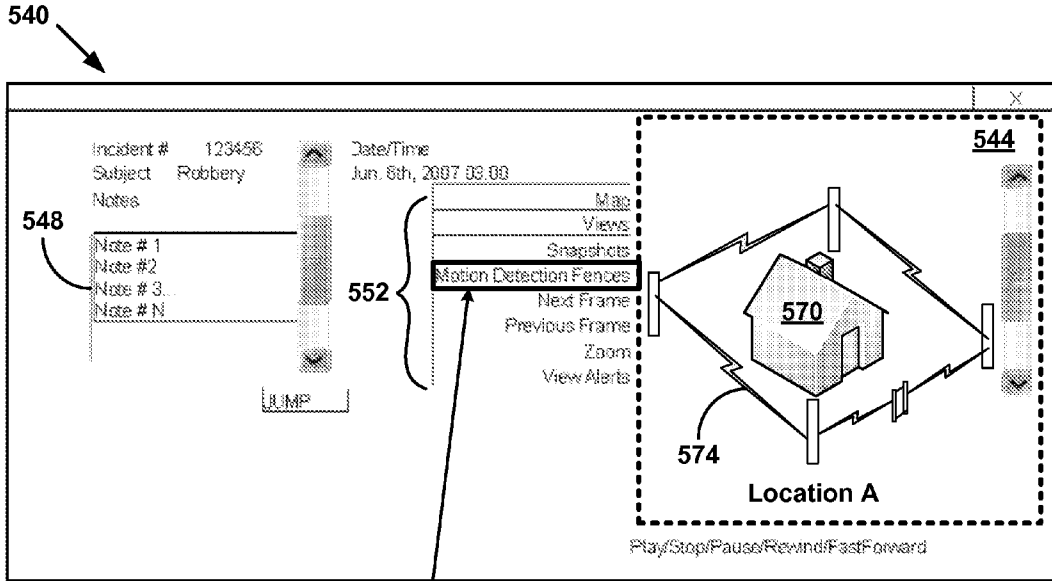 540
X
544
Incident # 123456
Subject Robbery
Notes
Date/Time
Jun. 6th, 2007 03.00
548
Note # 1
Note #2
Note # 3...
Note # N
JUMP
552
Map
Views
Snapshots
Motion Detection Fences
Next Frame
Previous Frame
Zoom
View Alerts
570
574
Location A
Play/Stop/Pause/Rewind/FastForward